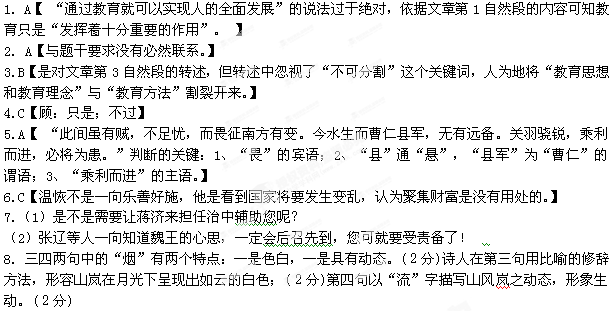 1. A【 “通过教育就可以实现人的全面发展”的说法过于绝对，依据文章第 1 自然段的内容可知教
育只是“发挥着十分重要的作用”。 】
2. A【与题干要求没有必然联系。】
3.B【是对文章第 3 自然段的转述，但转述中忽视了“不可分割”这个关键词，人为地将“教育思想
和教育理念”与“教育方法”割裂开来。】
4.C【顾：只是；不过】
5.A【 “此间虽有贼，不足忧，而畏征南方有变。今水生而曹仁县军，无有远备。关羽骁锐，乘利
而进，必将为患。”判断的关键：1、“畏”的宾语；2、“县”通“悬”，“县军”为“曹仁”的
谓语；3、“乘利而进”的主语。】
6.C【温恢不是一向乐善好施，他是看到国家将要发生变乱，认为聚集财富是没有用处的。】
7.（1）是不是需要让蒋济来担任治中辅助您呢？
（2）张辽等人一向知道魏王的心思，一定会后召先到，您可就要受责备了！
8. 三四两句中的“烟”有两个特点：一是色白，一是具有动态。（2 分）诗人在第三句用比喻的修辞
方法，形容山岚在月光下呈现出如云的白色；（2 分）第四句以“流”字描写山风岚之动态，形象生
动。（2 分）